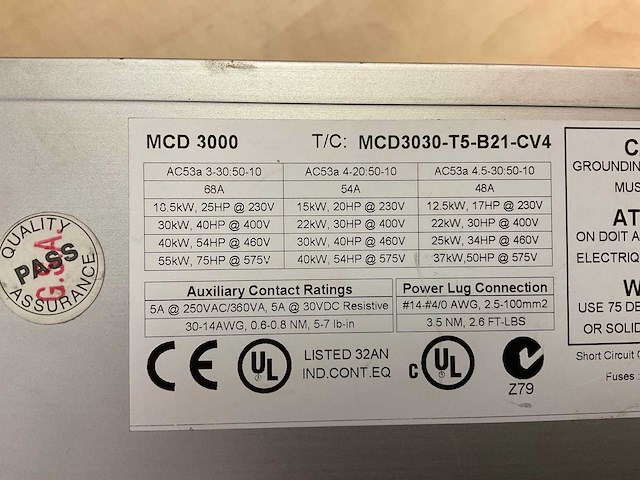 MCD 3000 T/C: MCD3030-T5-B21-CV4
AC53a 3-30:50-10 AC53a 4-20:50-10 AC53a 4.5-30:50-10
68A 54A 48A
18.5kW, 25HP @ 230V 15kW, 20HP @ 230V 12.5kW, 17HP @ 230V
30kW, 40HP @ 400V 22kW, 30HP @ 400V 22kW, 30HP @ 400V
40kW, 54HP @ 460V 30kW, 40HP @ 460V 25kW, 34HP @ 460V
55kW, 75HP @ 575V 40kW, 54HP @ 575V 37kW,50HP @ 575V
Auxiliary Contact Ratings
5A @ 250VAC/360VA, 5A @ 30VDC Resistive
30-14AWG, 0.6-0.8 NM, 5-7 lb-in
Power Lug Connection
#14-#4/0 AWG, 2.5-100mm2
3.5 NM, 2.6 FT-LBS
CE
UL
LISTED 32AN
IND.CONT.EQ
c UL
Z79
GROUNDIN
MUS
AT
ON DOIT A
ELECTRIQ
W
USE 75 DE
OR SOLID
Short Circuit
Fuses :
QUALITY
PASS
G.S.A
ASSURANCE